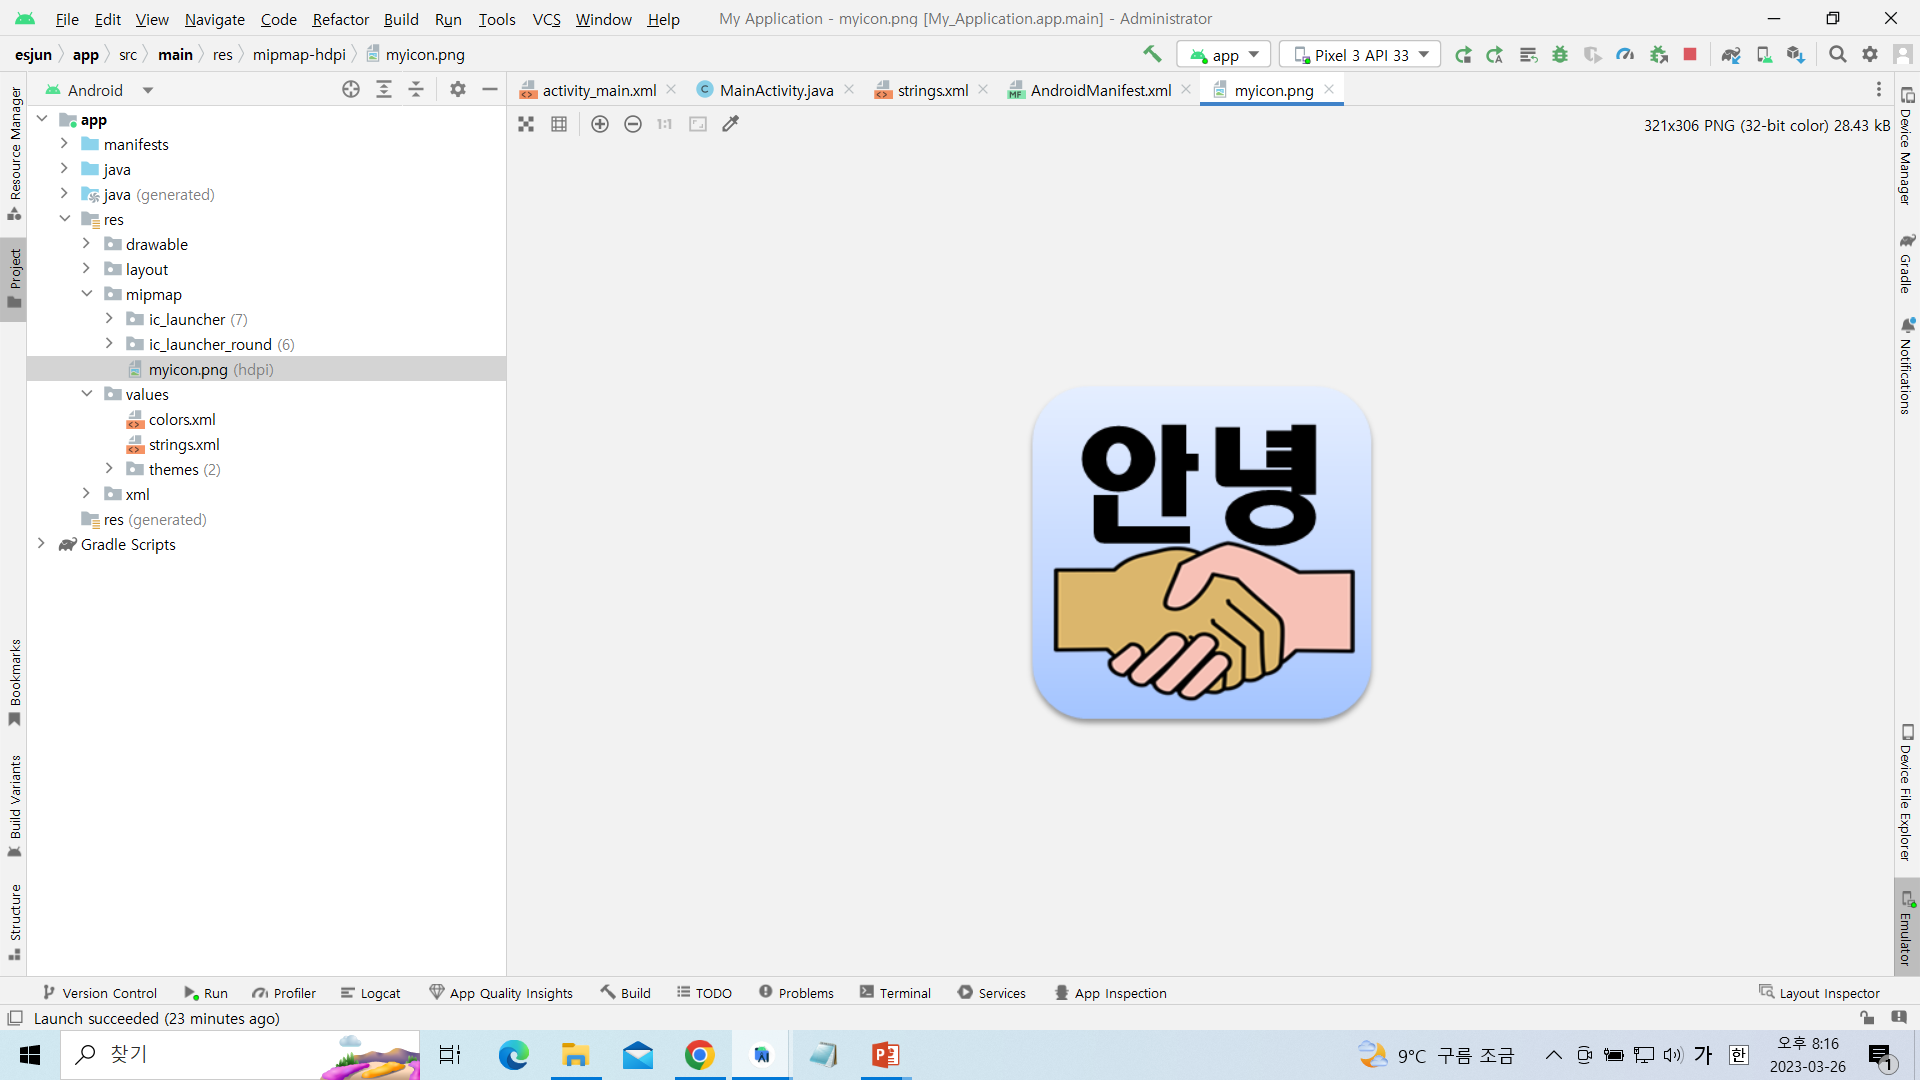 File Edit View Navigate Code Refactor Build Run Tools VCS Window Help My Application - myicon.png [My_Application.app.main] - Administrator
esjun app src main res mipmap-hdpi myicon.png app Pixel 3 API 33
Android activity_main.xml MainActivity.java strings.xml AndroidManifest.xml myicon.png
321x306 PNG (32-bit color) 28.43 kB
1:1
app
manifests
java
java (generated)
res
drawable
layout
mipmap
ic_launcher (7)
ic_launcher_round (6)
myicon.png (hdpi)
values
colors.xml
strings.xml
themes (2)
xml
res (generated)
Gradle Scripts
안녕
Resource Manager
Project
Bookmarks
Build Variants
Structure
Device Manager
Gradle
Notifications
Device File Explorer
Emulator
Version Control Run Profiler Logcat App Quality Insights Build TODO Problems Terminal Services App Inspection Layout Inspector
Launch succeeded (23 minutes ago)
찾기 9°C 구름 조금 가 한 오후 8:16
2023-03-26 1